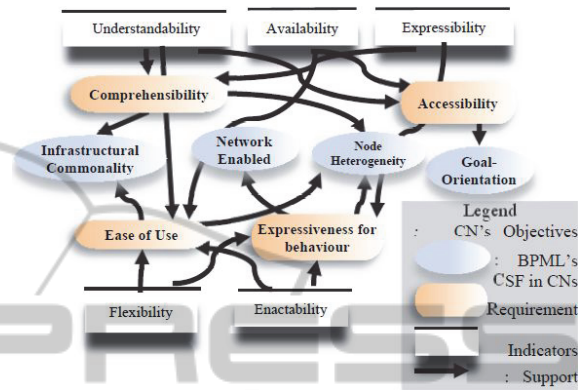 Understandability
Availability
Expressibility
Comprehensibility
Accessibility
Infrastructural
Commonality
Network
Enabled
Node
Heterogeneity
Goal-
Orientation
Ease of Use
Expressiveness for
behaviour
Flexibility
Enactability
Legend
: CN's Objectives
: BPML's
CSF in CNs
Requirement
Indicators
: Support
PRESS